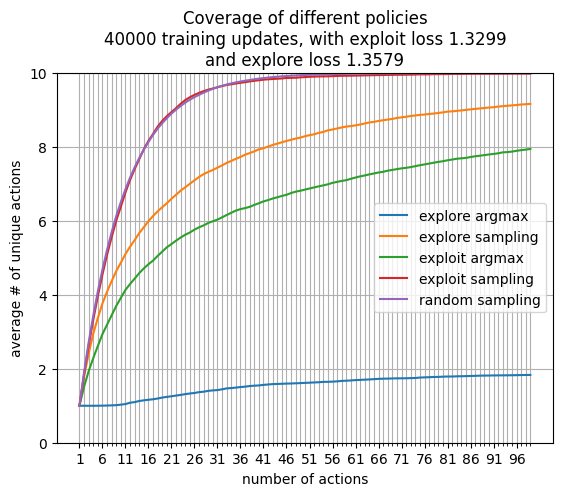 Coverage of different policies
40000 training updates, with exploit loss 1.3299
and explore loss 1.3579
10
8
6
4
2
0
average # of unique actions
explore argmax
explore sampling
exploit argmax
exploit sampling
random sampling
1 6 11 16 21 26 31 36 41 46 51 56 61 66 71 76 81 86 91 96
number of actions